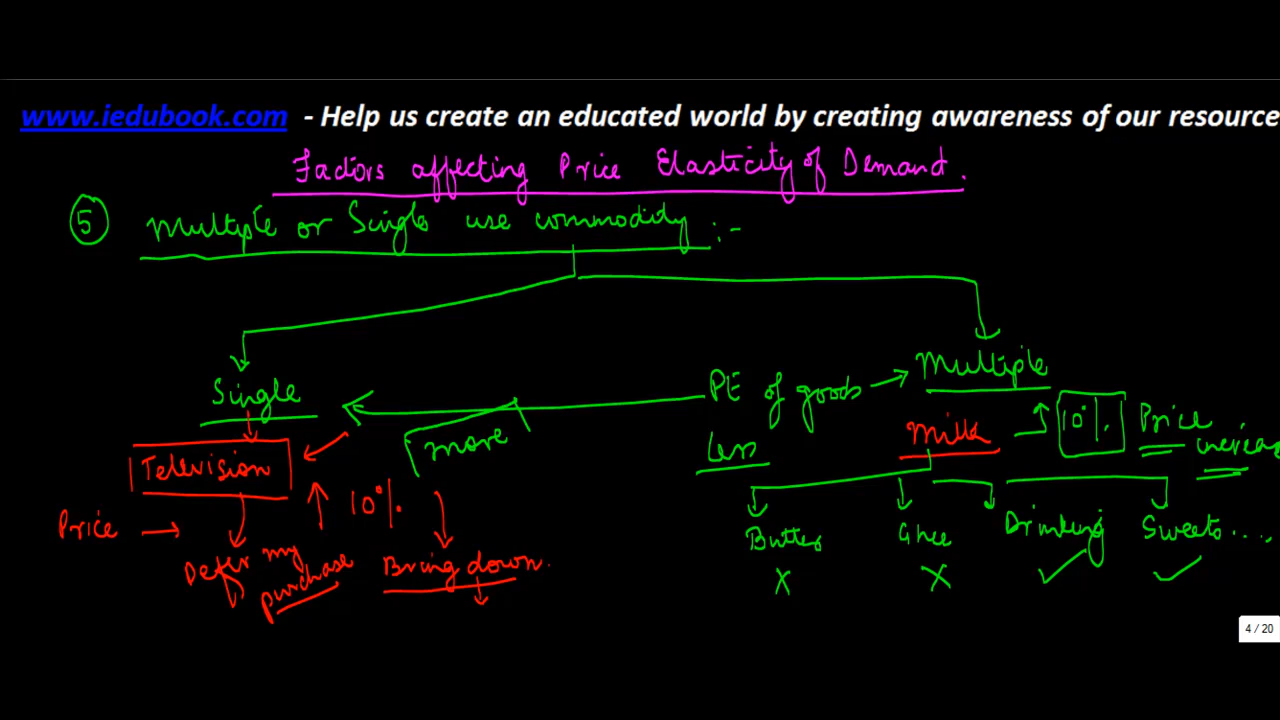 www.iedubook.com - Help us create an educated world by creating awareness of our resource
Factors affecting Price Elasticity of Demand.
5 Multiple or Single use commodity :-
Single
PE of goods
Multiple
more
Less
Milk
10% Price increas
Television
Price
10%
Defer my purchase
Bring down.
Butter
Ghee
Drinking
Sweets....
X
X
4 / 20